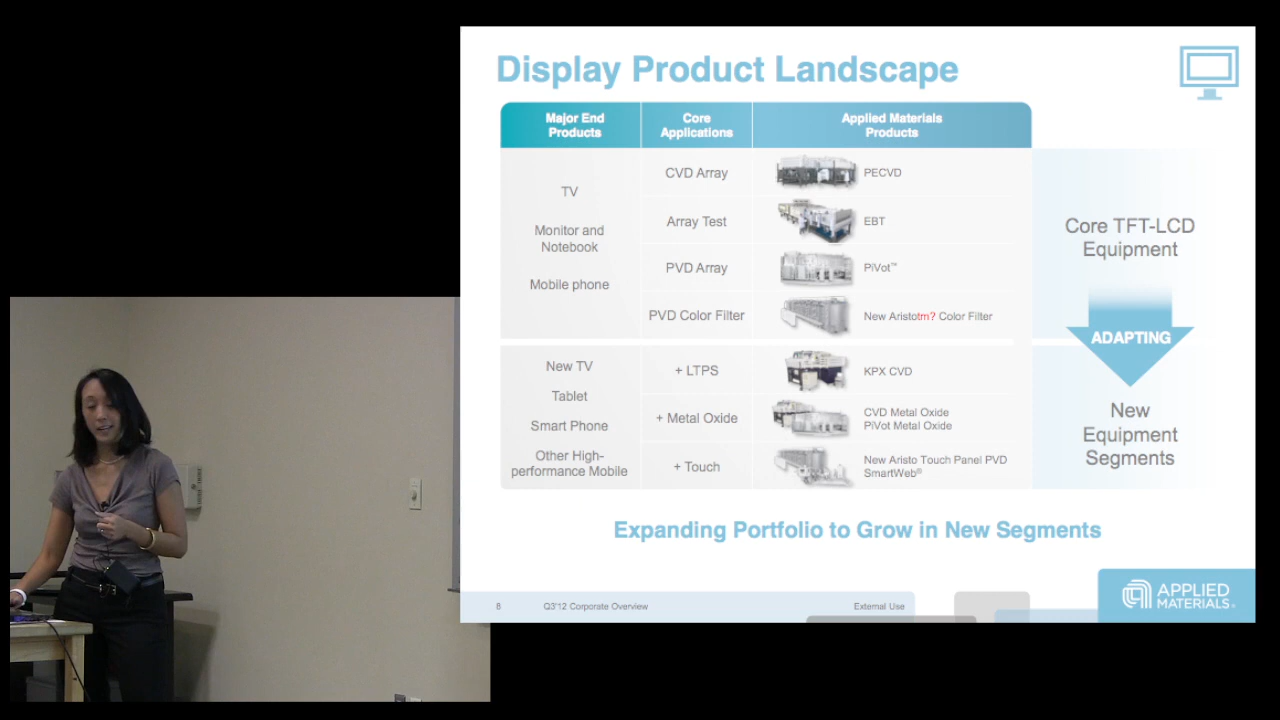 Display Product Landscape
Major End
Products
Core
Applications
Applied Materials
Products
TV
Monitor and
Notebook
Mobile phone
CVD Array
PECVD
Array Test
EBT
PVD Array
PiVot™
PVD Color Filter
New Aristotm? Color Filter
Core TFT-LCD
Equipment
ADAPTING
New TV
Tablet
Smart Phone
Other High-
performance Mobile
+ LTPS
KPX CVD
+ Metal Oxide
CVD Metal Oxide
PiVot Metal Oxide
+ Touch
New Aristo Touch Panel PVD
SmartWeb®
New
Equipment
Segments
Expanding Portfolio to Grow in New Segments
8
Q3'12 Corporate Overview
External Use
APPLIED
MATERIALS®